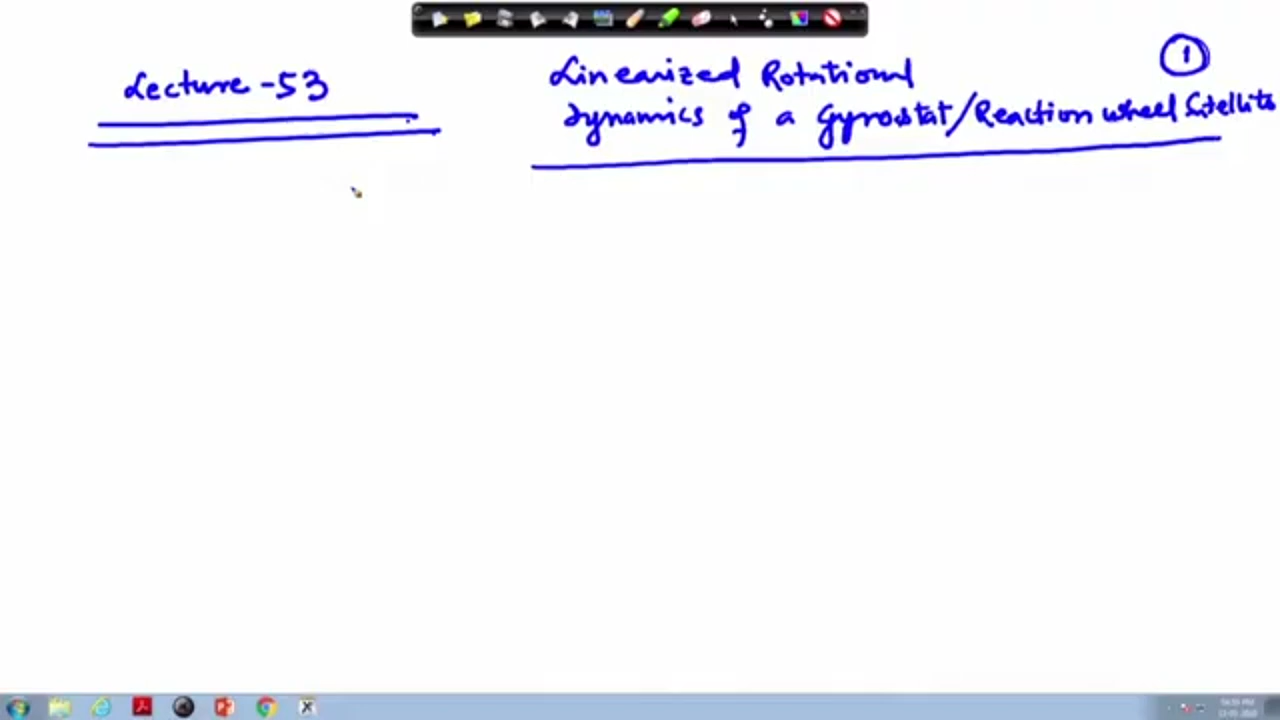 Lecture-53
Linearized Rotational
Dynamics of a Gyrostat/Reaction wheel Satellite
1